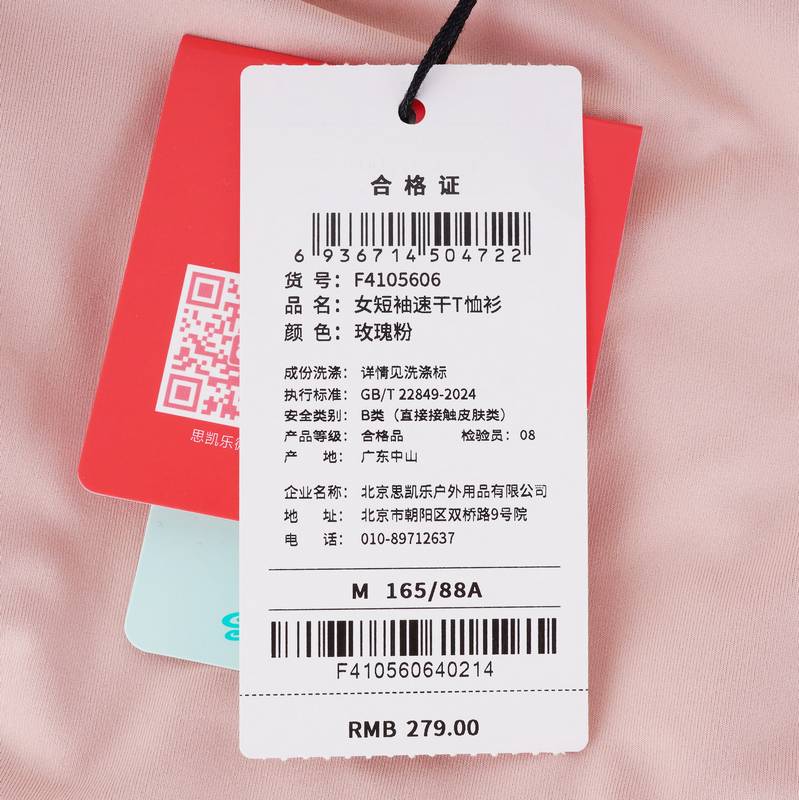 合格证
6 936714 504722
货 号：F4105606
品 名：女短袖速干T恤衫
颜 色：玫瑰粉
成份洗涤：详情见洗涤标
执行标准：GB/T 22849-2024
安全类别：B类（直接接触皮肤类）
产品等级：合格品 检验员：08
产 地：广东中山
企业名称：北京思凯乐户外用品有限公司
地 址：北京市朝阳区双桥路9号院
电 话：010-89712637
M 165/88A
F410560640214
RMB 279.00
思凯乐